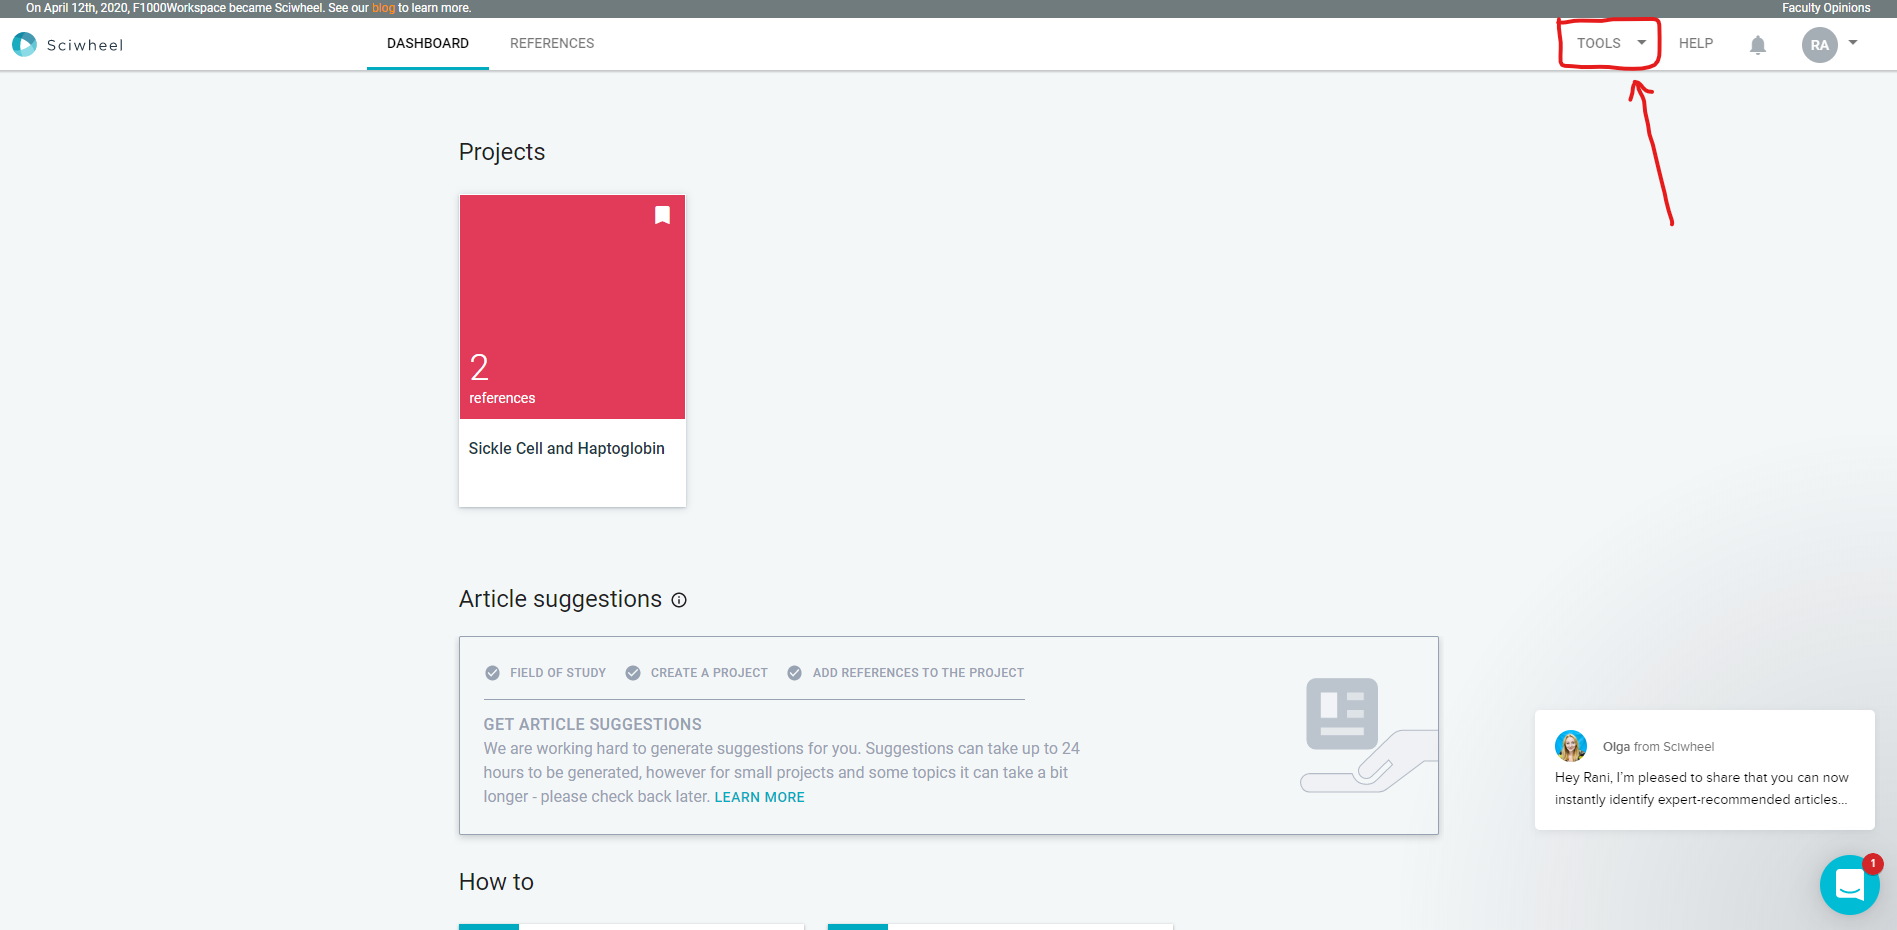 On April 12th, 2020, F1000Workspace became Sciwheel. See our blog to learn more.
Faculty Opinions
Sciwheel
DASHBOARD
REFERENCES
TOOLS
HELP
RA
Projects
2
references
Sickle Cell and Haptoglobin
Article suggestions
FIELD OF STUDY
CREATE A PROJECT
ADD REFERENCES TO THE PROJECT
GET ARTICLE SUGGESTIONS
We are working hard to generate suggestions for you. Suggestions can take up to 24
hours to be generated, however for small projects and some topics it can take a bit
longer - please check back later. LEARN MORE
Olga from Sciwheel
Hey Rani, I'm pleased to share that you can now
instantly identify expert-recommended articles...
1
How to